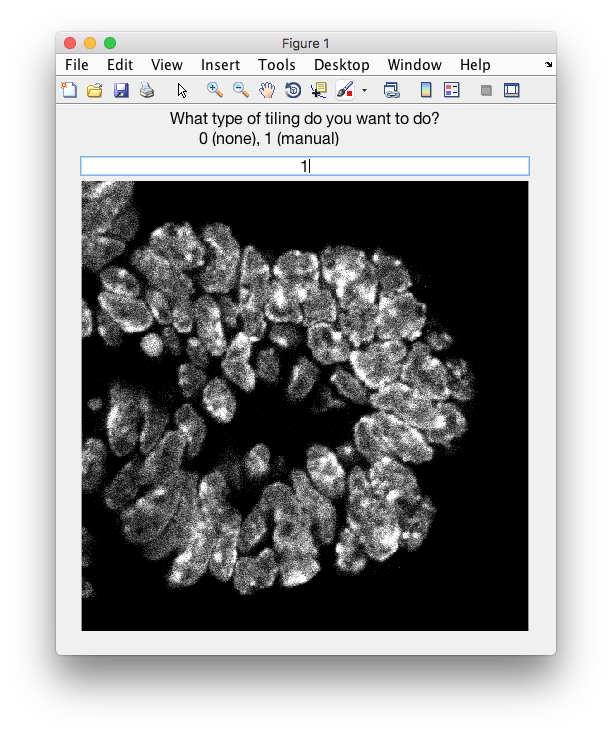 Figure 1
File Edit View Insert Tools Desktop Window Help
What type of tiling do you want to do?
0 (none), 1 (manual)
1